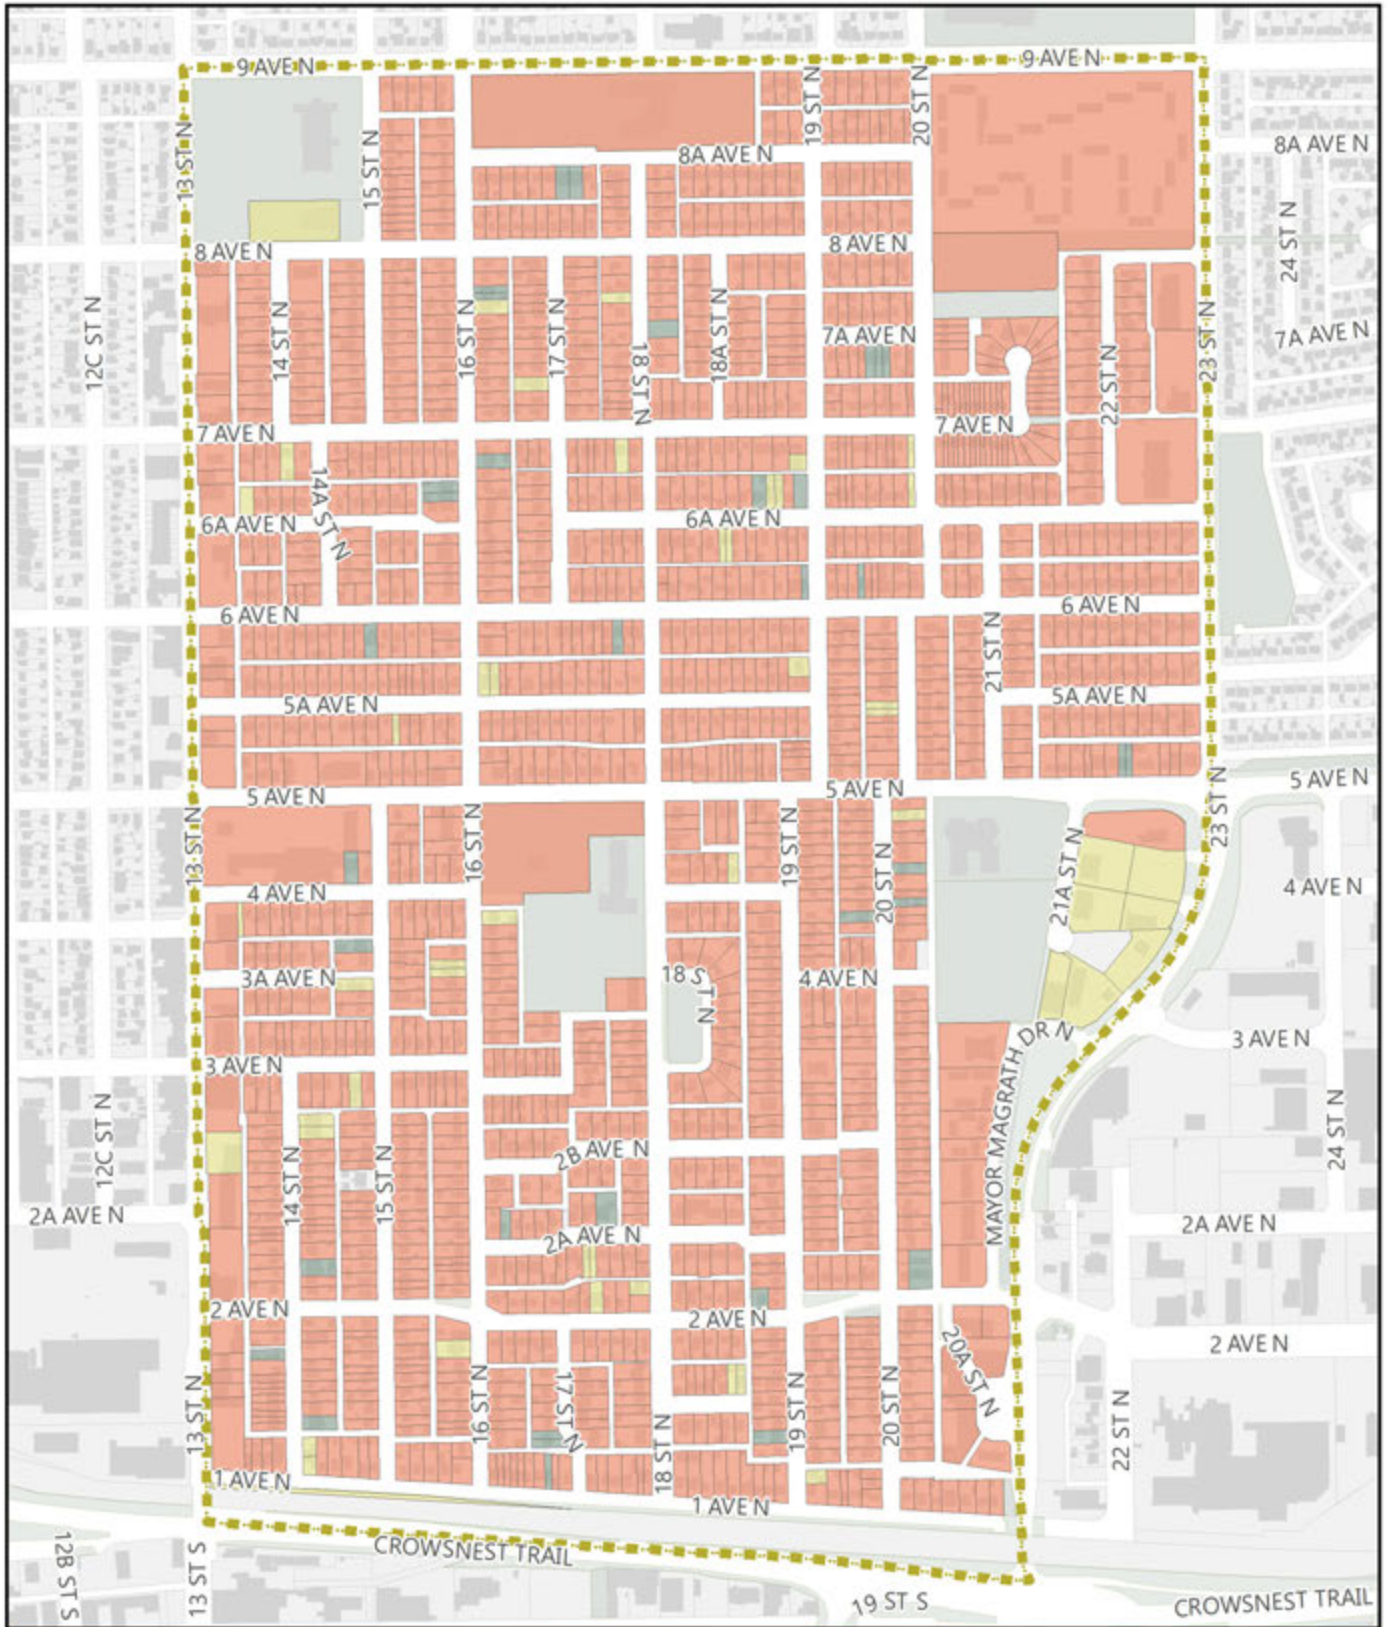 9 AVE N
9 AVE N
13 ST N
15 ST N
19 ST N
20 ST N
8A AVE N
8A AVE N
24 ST N
8 AVE N
8 AVE N
12C ST N
14 ST N
16 ST N
17 ST N
18 ST N
18A ST N
7A AVE N
22 ST N
23 ST N
7A AVE N
7 AVE N
7 AVE N
14A ST N
6A AVE N
6A AVE N
6 AVE N
6 AVE N
21 ST N
5A AVE N
5A AVE N
5 AVE N
5 AVE N
5 AVE N
23 ST N
13 ST N
16 ST N
19 ST N
20 ST N
21A ST N
4 AVE N
4 AVE N
3A AVE N
18 ST N
4 AVE N
MAYOR MAGRATH DR N
3 AVE N
3 AVE N
12C ST N
14 ST N
15 ST N
2B AVE N
24 ST N
2A AVE N
2A AVE N
2A AVE N
2 AVE N
2 AVE N
2 AVE N
20A ST N
13 ST N
16 ST N
17 ST N
18 ST N
19 ST N
20 ST N
22 ST N
1 AVE N
1 AVE N
12B ST S
13 ST S
CROWSNEST TRAIL
19 ST S
CROWSNEST TRAIL